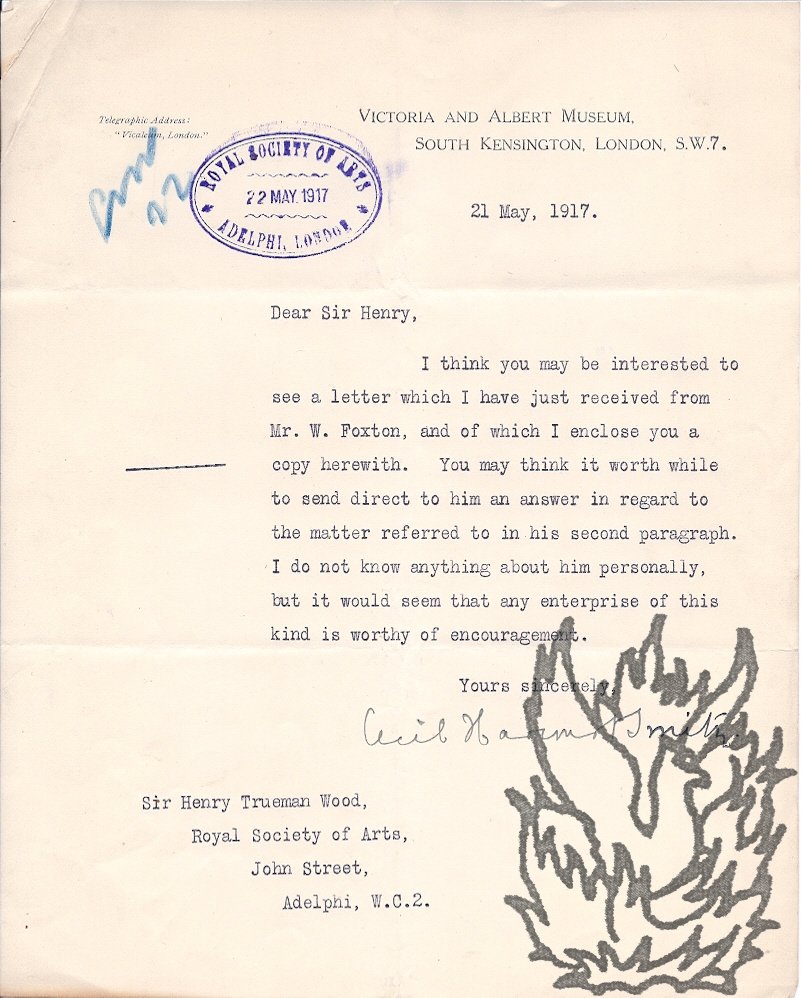 Telegraphic Address:
"Vicaleum, London."
VICTORIA AND ALBERT MUSEUM,
SOUTH KENSINGTON, LONDON, S.W.7.
ROYAL SOCIETY OF ARTS
22 MAY. 1917
ADELPHI, LONDON
21 May, 1917.
Dear Sir Henry,
I think you may be interested to
see a letter which I have just received from
Mr. W. Foxton, and of which I enclose you a
copy herewith. You may think it worth while
to send direct to him an answer in regard to
the matter referred to in his second paragraph.
I do not know anything about him personally,
but it would seem that any enterprise of this
kind is worthy of encouragement.
Yours sincerely,
Cecil Harcourt Smith.
Sir Henry Trueman Wood,
Royal Society of Arts,
John Street,
Adelphi, W.C.2.